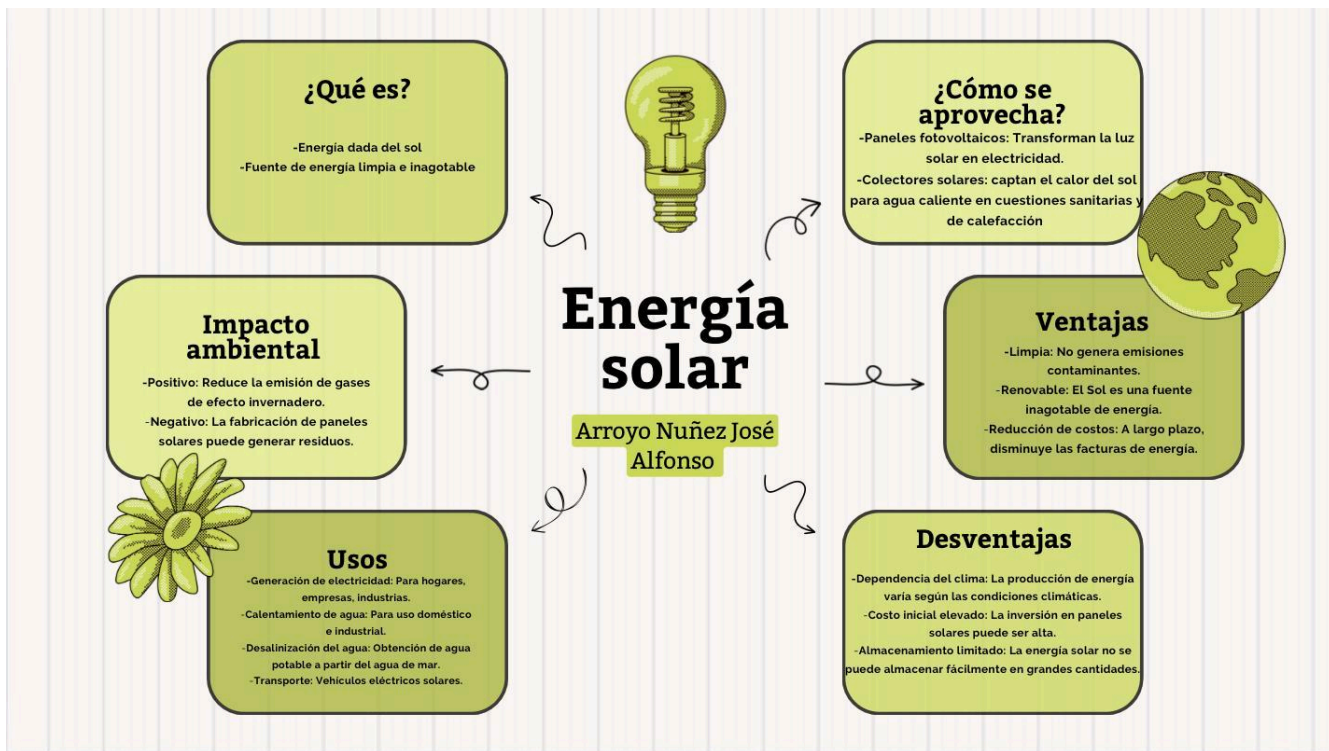 ¿Qué es?
-Energía dada del sol
-Fuente de energía limpia e inagotable
¿Cómo se
aprovecha?
-Paneles fotovoltaicos: Transforman la luz
solar en electricidad.
-Colectores solares: captan el calor del sol
para agua caliente en cuestiones sanitarias y
de calefacción
Energía
solar
Arroyo Nuñez José
Alfonso
Impacto
ambiental
-Positivo: Reduce la emisión de gases
de efecto invernadero.
-Negativo: La fabricación de paneles
solares puede generar residuos.
Ventajas
-Limpia: No genera emisiones
contaminantes.
-Renovable: El Sol es una fuente
inagotable de energía.
-Reducción de costos: A largo plazo,
disminuye las facturas de energía.
Usos
-Generación de electricidad: Para hogares,
empresas, industrias.
-Calentamiento de agua: Para uso doméstico
e industrial.
-Desalinización del agua: Obtención de agua
potable a partir del agua de mar.
-Transporte: Vehículos eléctricos solares.
Desventajas
-Dependencia del clima: La producción de energía
varía según las condiciones climáticas.
-Costo inicial elevado: La inversión en paneles
solares puede ser alta.
-Almacenamiento limitado: La energía solar no se
puede almacenar fácilmente en grandes cantidades.